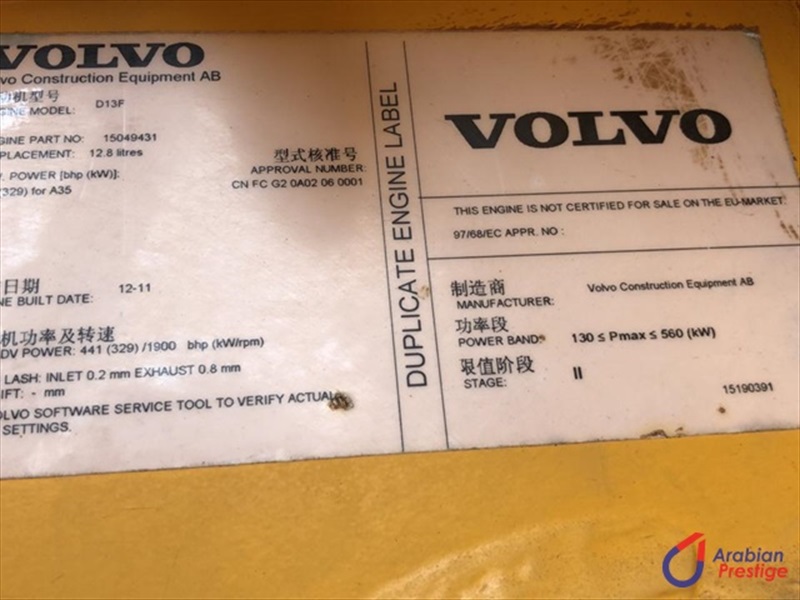 VOLVO
vo Construction Equipment AB
机型号
GINE MODEL: D13F
GINE PART NO: 15049431
PLACEMENT: 12.8 litres
型式核准号
APPROVAL NUMBER:
CN FC G2 0A02 06 0001
. POWER [bhp (kW)]:
(329) for A35
日期
NE BUILT DATE: 12-11
机功率及转速
DV POWER: 441 (329) /1900 bhp (kW/rpm)
LASH: INLET 0.2 mm EXHAUST 0.8 mm
IFT: - mm
OLVO SOFTWARE SERVICE TOOL TO VERIFY ACTUAL
SETTINGS.
DUPLICATE ENGINE LABEL
VOLVO
THIS ENGINE IS NOT CERTIFIED FOR SALE ON THE EU-MARKET.
97/68/EC APPR. NO :
制造商
MANUFACTURER: Volvo Construction Equipment AB
功率段
POWER BAND: 130 ≤ Pmax ≤ 560 (kW)
限值阶段
STAGE: II
15190391
Arabian
Prestige